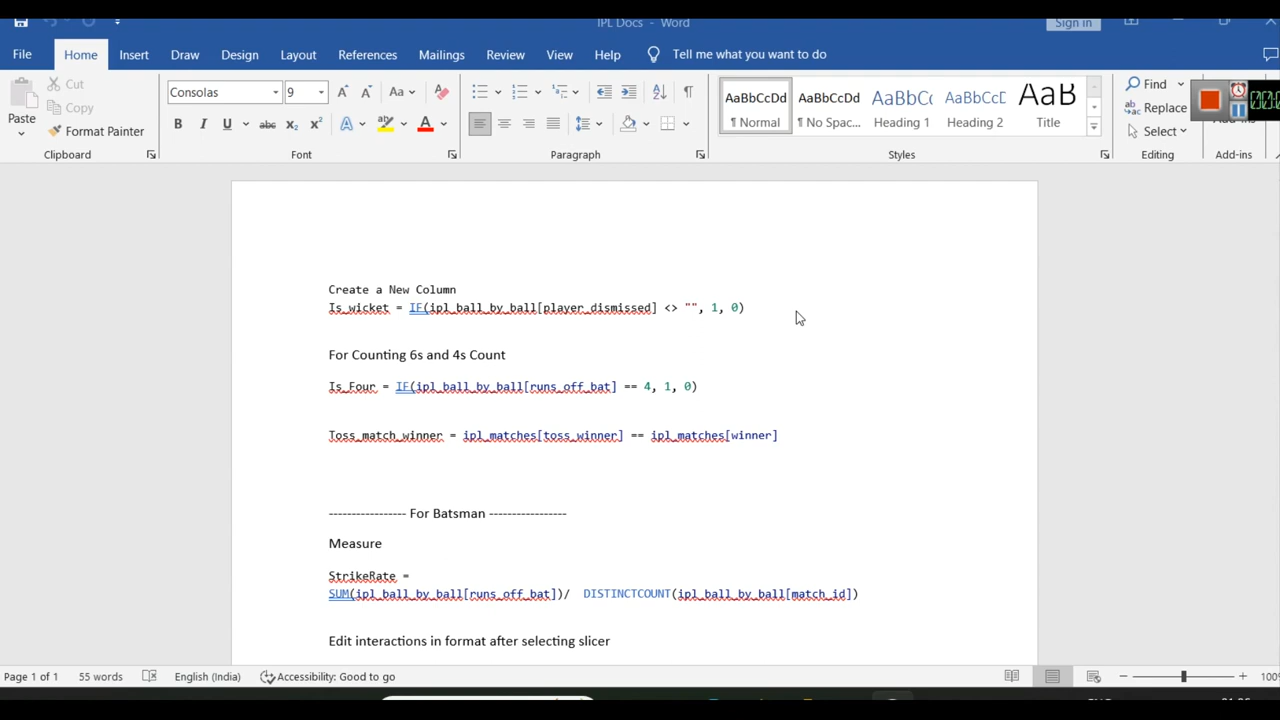 IPL Docs - Word
Sign in
File Home Insert Draw Design Layout References Mailings Review View Help Tell me what you want to do
Cut
Copy
Paste
Format Painter
Clipboard
Consolas 9
Font
Paragraph
AaBbCcDd AaBbCcDd AaBbCc AaBbCcD AaB
¶ Normal ¶ No Spac... Heading 1 Heading 2 Title
Styles
Find
Replace
Select
Editing
Add-ins
Create a New Column
Is_wicket = IF(ipl_ball_by_ball[player_dismissed] <> "", 1, 0)
For Counting 6s and 4s Count
Is_Four = IF(ipl_ball_by_ball[runs_off_bat] == 4, 1, 0)
Toss_match_winner = ipl_matches[toss_winner] == ipl_matches[winner]
----------------- For Batsman -----------------
Measure
StrikeRate =
SUM(ipl_ball_by_ball[runs_off_bat])/ DISTINCTCOUNT(ipl_ball_by_ball[match_id])
Edit interactions in format after selecting slicer
Page 1 of 1 55 words English (India) Accessibility: Good to go 100%